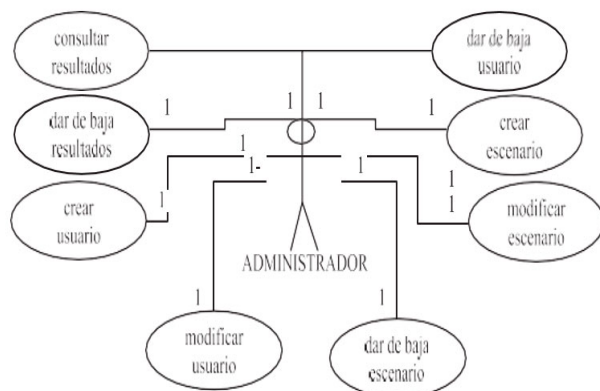 consultar
resultados
dar de baja
usuario
1
1 1
1
dar de baja
resultados
crear
escenario
1
1-
1
1
1
1
crear
usuario
modificar
escenario
ADMINISTRADOR
1
1
modificar
usuario
dar de baja
escenario